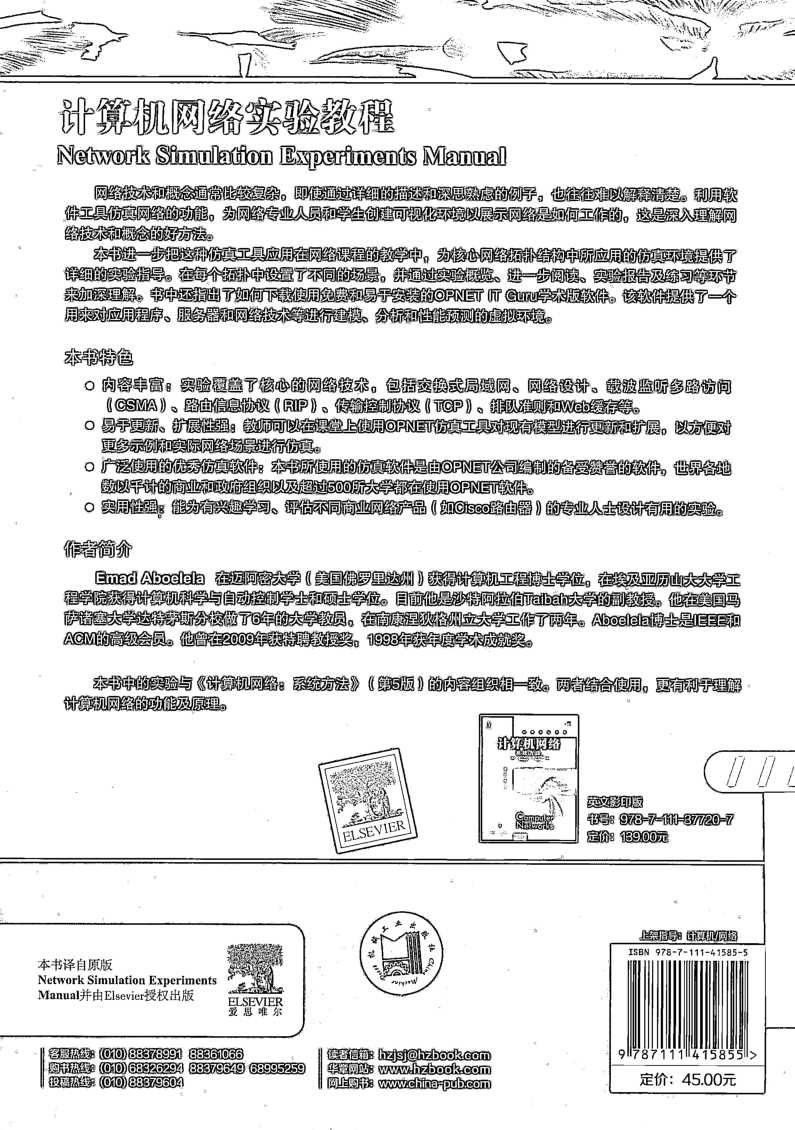 计算机网络实验教程
Network Simulation Experiments Manual
网络技术和概念通常比较复杂，即使通过详细的描述和深思熟虑的例子，也往往难以解释清楚。利用软
件工具仿真网络的功能，为网络专业人员和学生创建可视化环境以展示网络是如何工作的，这是深入理解网
络技术和概念的好方法。
本书进一步把这种仿真工具应用在网络课程的教学中，为核心网络拓扑结构中所应用的仿真环境提供了
详细的实验指导。在每个拓扑中设置了不同的场景，并通过实验概览、进一步阅读、实验报告及练习等环节
来加深理解。书中还指出了如何下载使用免费和易于安装的OPNET IT Guru学术版软件。该软件提供了一个
用来对应用程序、服务器和网络技术等进行建模、分析和性能预测的虚拟环境。
本书特色
○ 内容丰富：实验覆盖了核心的网络技术，包括交换式局域网、网络设计、载波监听多路访问
（CSMA）、路由信息协议（RIP）、传输控制协议（TCP）、排队准则和Web缓存等。
○ 易于更新、扩展性强：教师可以在课堂上使用OPNET仿真工具对现有模型进行更新和扩展，以方便对
更多示例和实际网络场景进行仿真。
○ 广泛使用的优秀仿真软件：本书所使用的仿真软件是由OPNET公司编制的备受赞誉的软件，世界各地
数以千计的商业和政府组织以及超过500所大学都在使用OPNET软件。
○ 实用性强：能为有兴趣学习、评估不同商业网络产品（如Cisco路由器）的专业人士设计有用的实验。
作者简介
Emad Aboelela 在迈阿密大学（美国佛罗里达州）获得计算机工程博士学位，在埃及亚历山大大学工
程学院获得计算机科学与自动控制学士和硕士学位。目前他是沙特阿拉伯Taibah大学的副教授。他在美国马
萨诸塞大学达特茅斯分校做了6年的大学教员，在南康涅狄格州立大学工作了两年。Aboelela博士是IEEE和
ACM的高级会员。他曾在2009年获特聘教授奖，1998年获年度学术成就奖。
本书中的实验与《计算机网络：系统方法》（第5版）的内容组织相一致。两者结合使用，更有利于理解
计算机网络的功能及原理。
计算机网络
Computer
Networks
ELSEVIER
英文影印版
书号：978-7-111-37720-7
定价：139.00元
上架指导：计算机/网络
ISBN 978-7-111-41585-5
9 787111 415855 >
定价：45.00元
本书译自原版
Network Simulation Experiments
Manual并由Elsevier授权出版
ELSEVIER
爱思唯尔
机械工业出版社
China Machine Press
客服热线：(010) 88378991 88361066
购书热线：(010) 68326294 88379649 68995259
投稿热线：(010) 88379604
读者信箱：hzjsj@hzbook.com
华章网站：www.hzbook.com
网上购书：www.china-pub.com